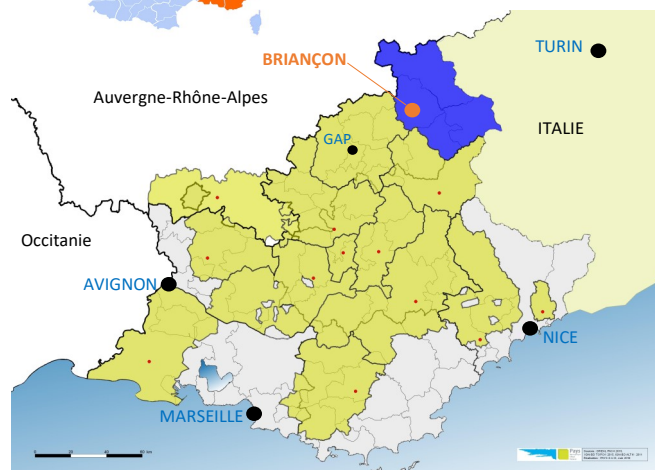 TURIN
BRIANÇON
Auvergne-Rhône-Alpes
ITALIE
GAP
Occitanie
AVIGNON
NICE
MARSEILLE